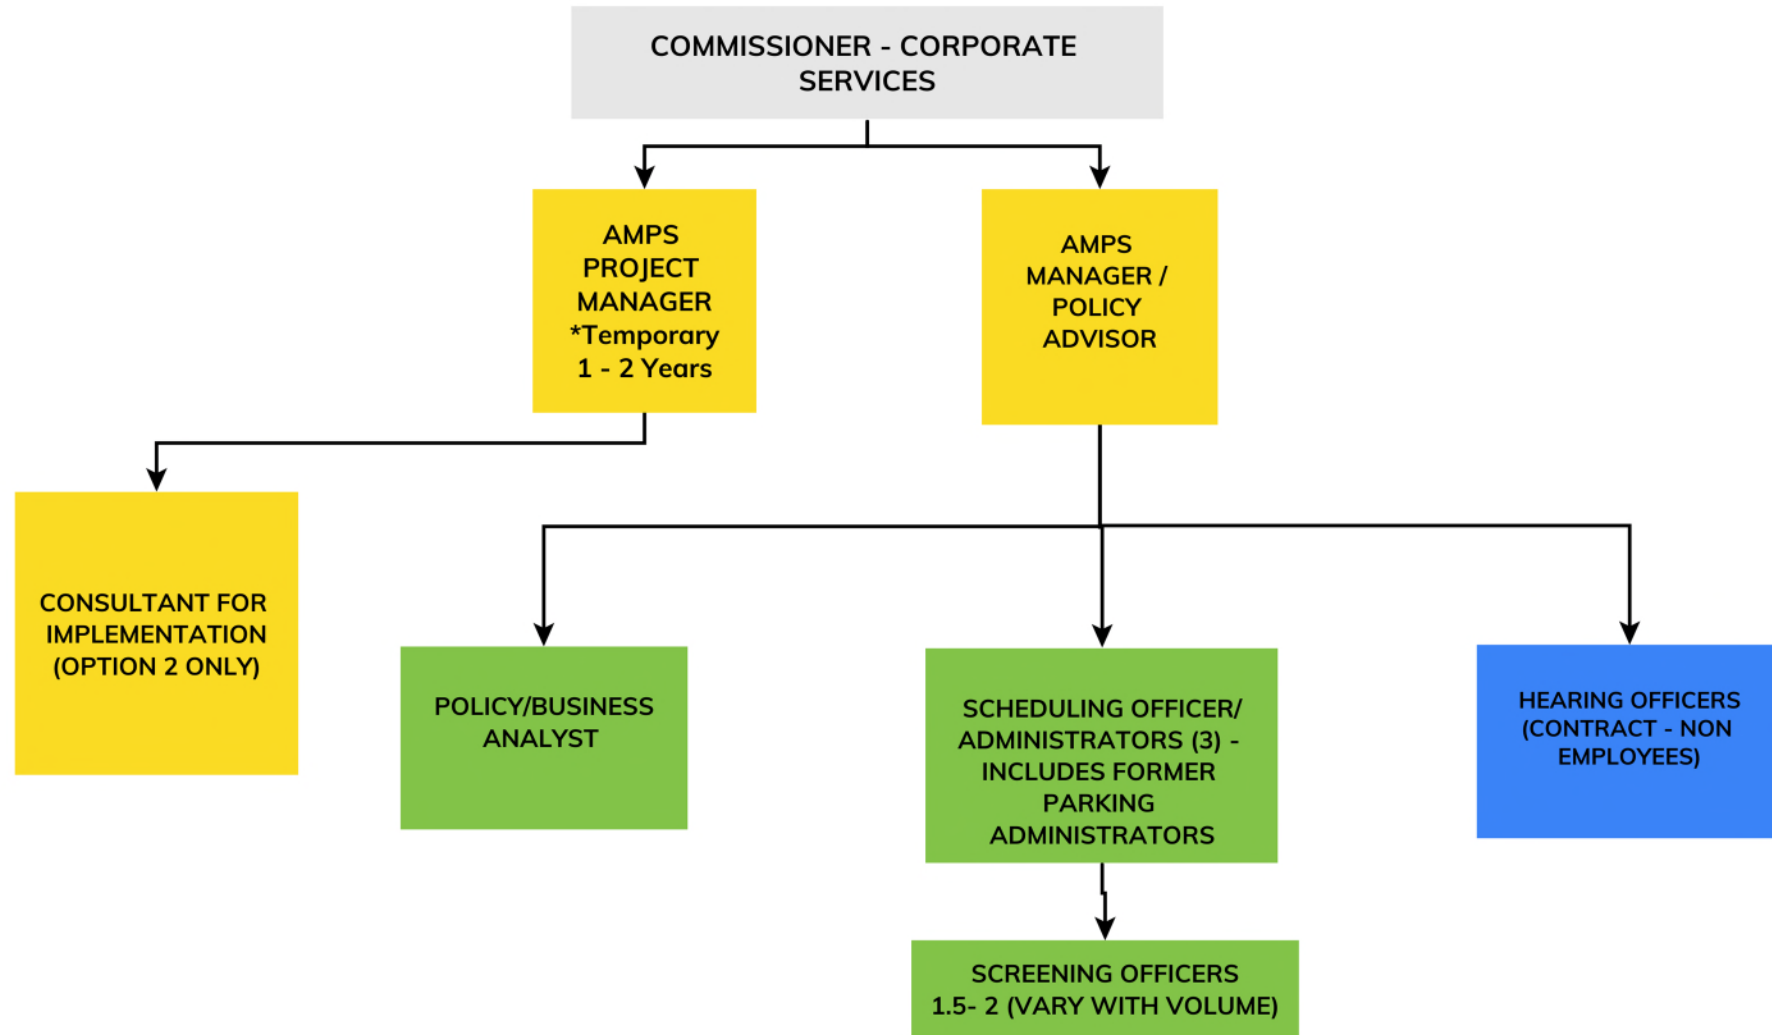 COMMISSIONER - CORPORATE
SERVICES
AMPS
PROJECT
MANAGER
*Temporary
1 - 2 Years
AMPS
MANAGER /
POLICY
ADVISOR
CONSULTANT FOR
IMPLEMENTATION
(OPTION 2 ONLY)
POLICY/BUSINESS
ANALYST
SCHEDULING OFFICER/
ADMINISTRATORS (3) -
INCLUDES FORMER
PARKING
ADMINISTRATORS
HEARING OFFICERS
(CONTRACT - NON
EMPLOYEES)
SCREENING OFFICERS
1.5- 2 (VARY WITH VOLUME)